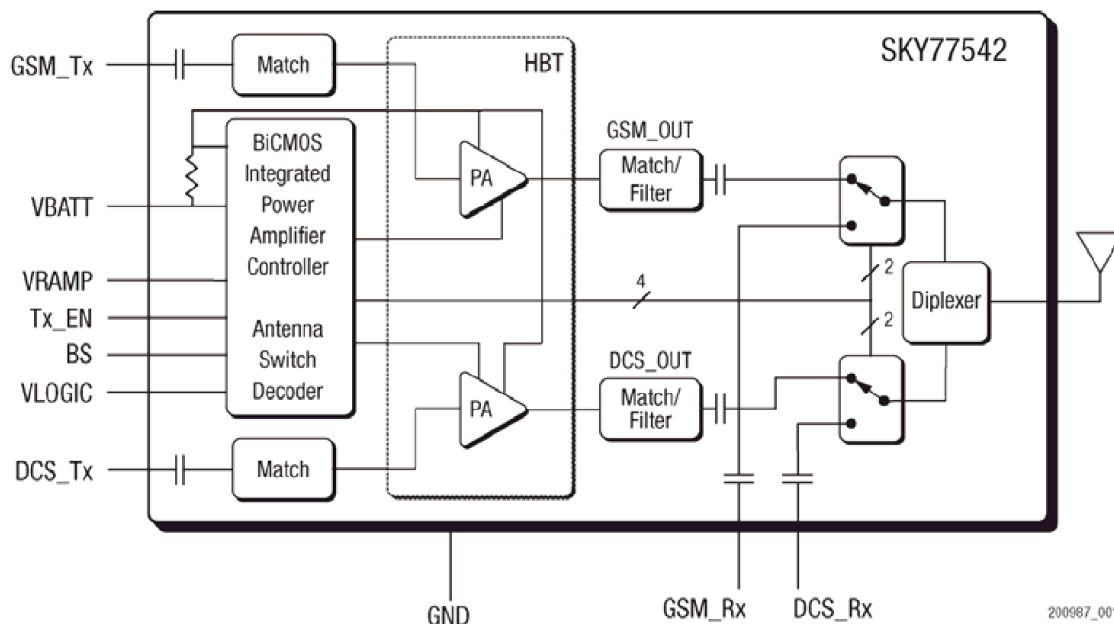 SKY77542
GSM_Tx
Match
HBT
BiCMOS
Integrated
Power
Amplifier
Controller
Antenna
Switch
Decoder
VBATT
VRAMP
Tx_EN
BS
VLOGIC
DCS_Tx
Match
PA
PA
GSM_OUT
Match/
Filter
4
2
2
Diplexer
DCS_OUT
Match/
Filter
GND
GSM_Rx
DCS_Rx